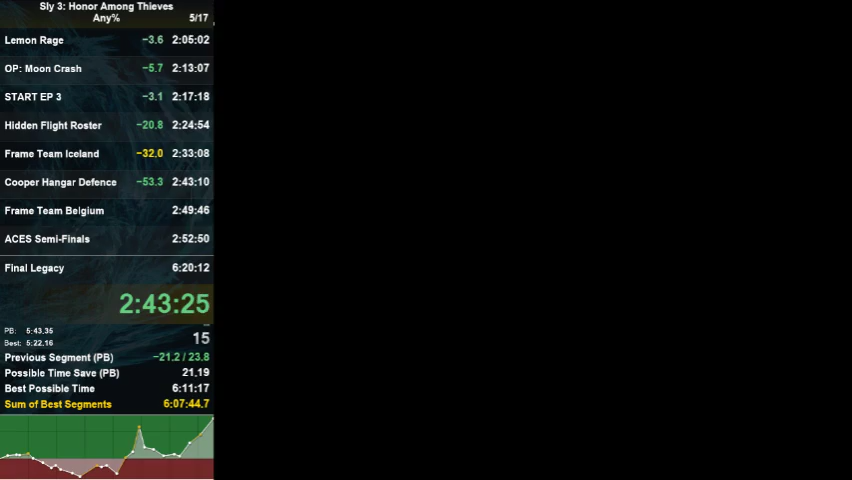 Sly 3: Honor Among Thieves
Any% 5/17
Lemon Rage −3.6 2:05:02
OP: Moon Crash −5.7 2:13:07
START EP 3 −3.1 2:17:18
Hidden Flight Roster −20.8 2:24:54
Frame Team Iceland −32.0 2:33:08
Cooper Hangar Defence −53.3 2:43:10
Frame Team Belgium 2:49:46
ACES Semi-Finals 2:52:50
Final Legacy 6:20:12
2:43:25
PB: 5:43.35
Best: 5:22.16
15
Previous Segment (PB) −21.2 / 23.8
Possible Time Save (PB) 21.19
Best Possible Time 6:11:17
Sum of Best Segments 6:07:44.7